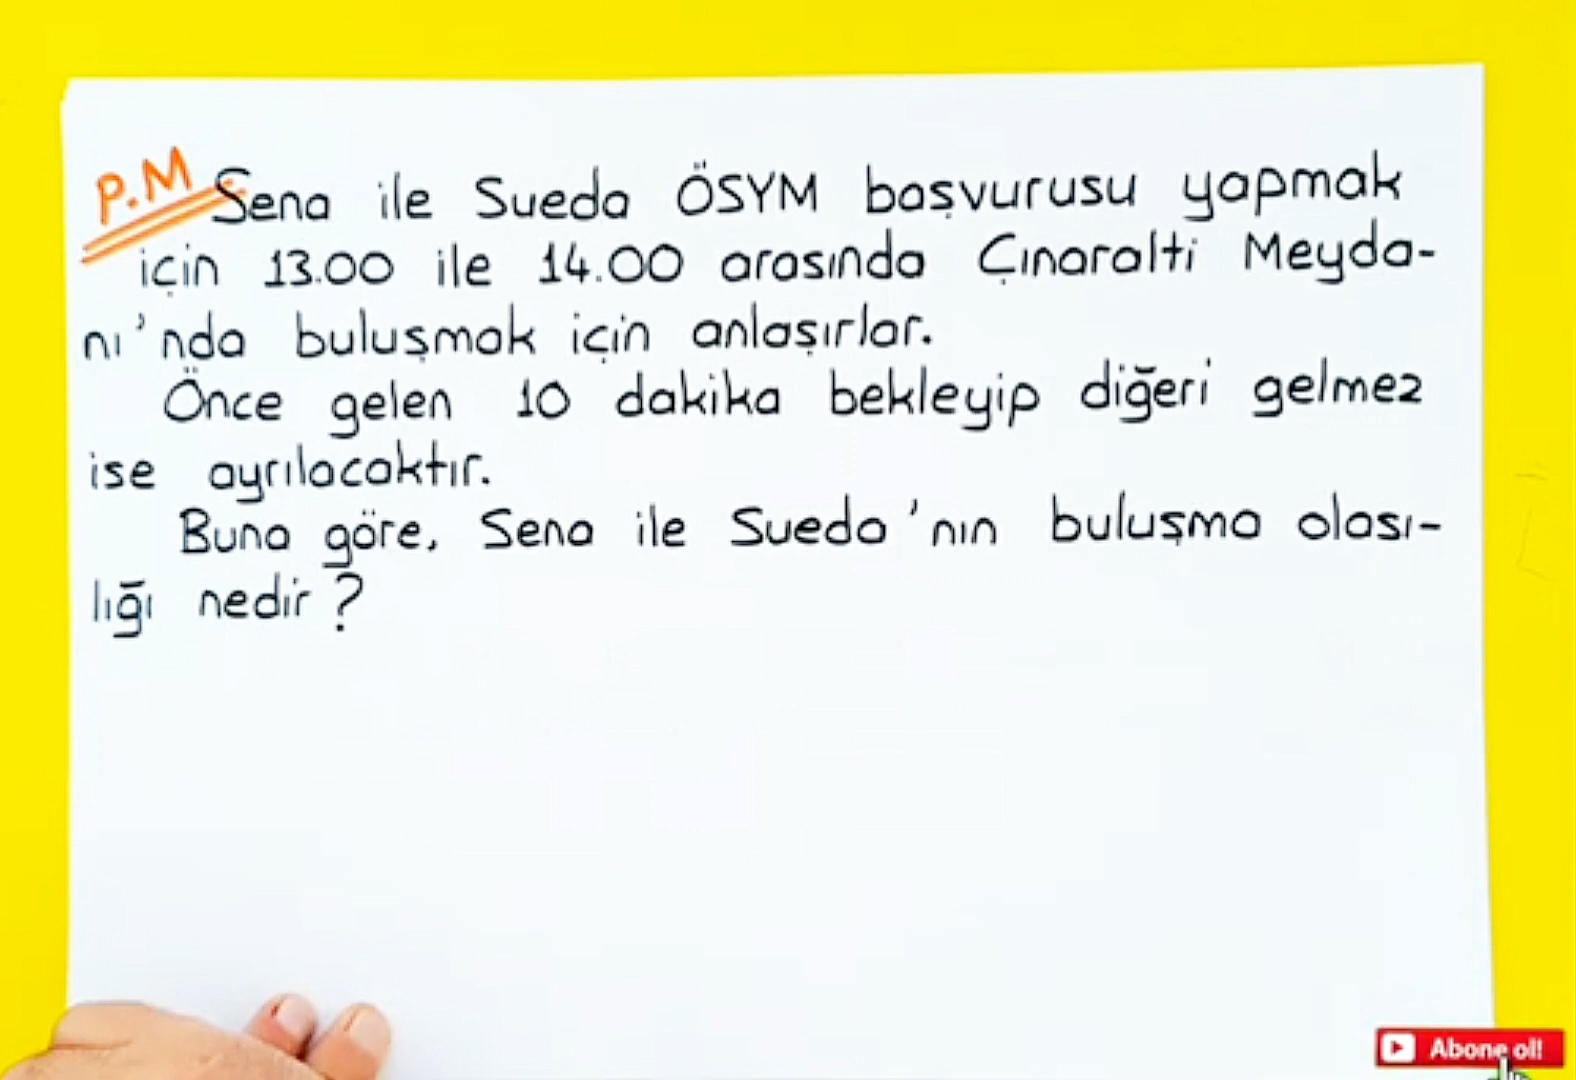 P.M Sena ile Sueda ÖSYM başvurusu yapmak
için 13.00 ile 14.00 arasında Çınaralti Meyda-
nı'nda buluşmak için anlaşırlar.
Önce gelen 10 dakika bekleyip diğeri gelmez
ise ayrılacaktır.
Buna göre, Sena ile Sueda'nın buluşma olası-
lığı nedir?
Abone ol!